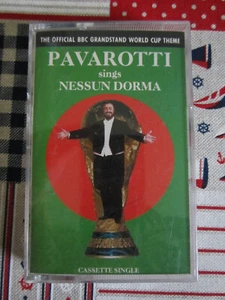 THE OFFICIAL BBC GRANDSTAND WORLD CUP THEME
PAVAROTTI
sings
NESSUN DORMA
CASSETTE SINGLE